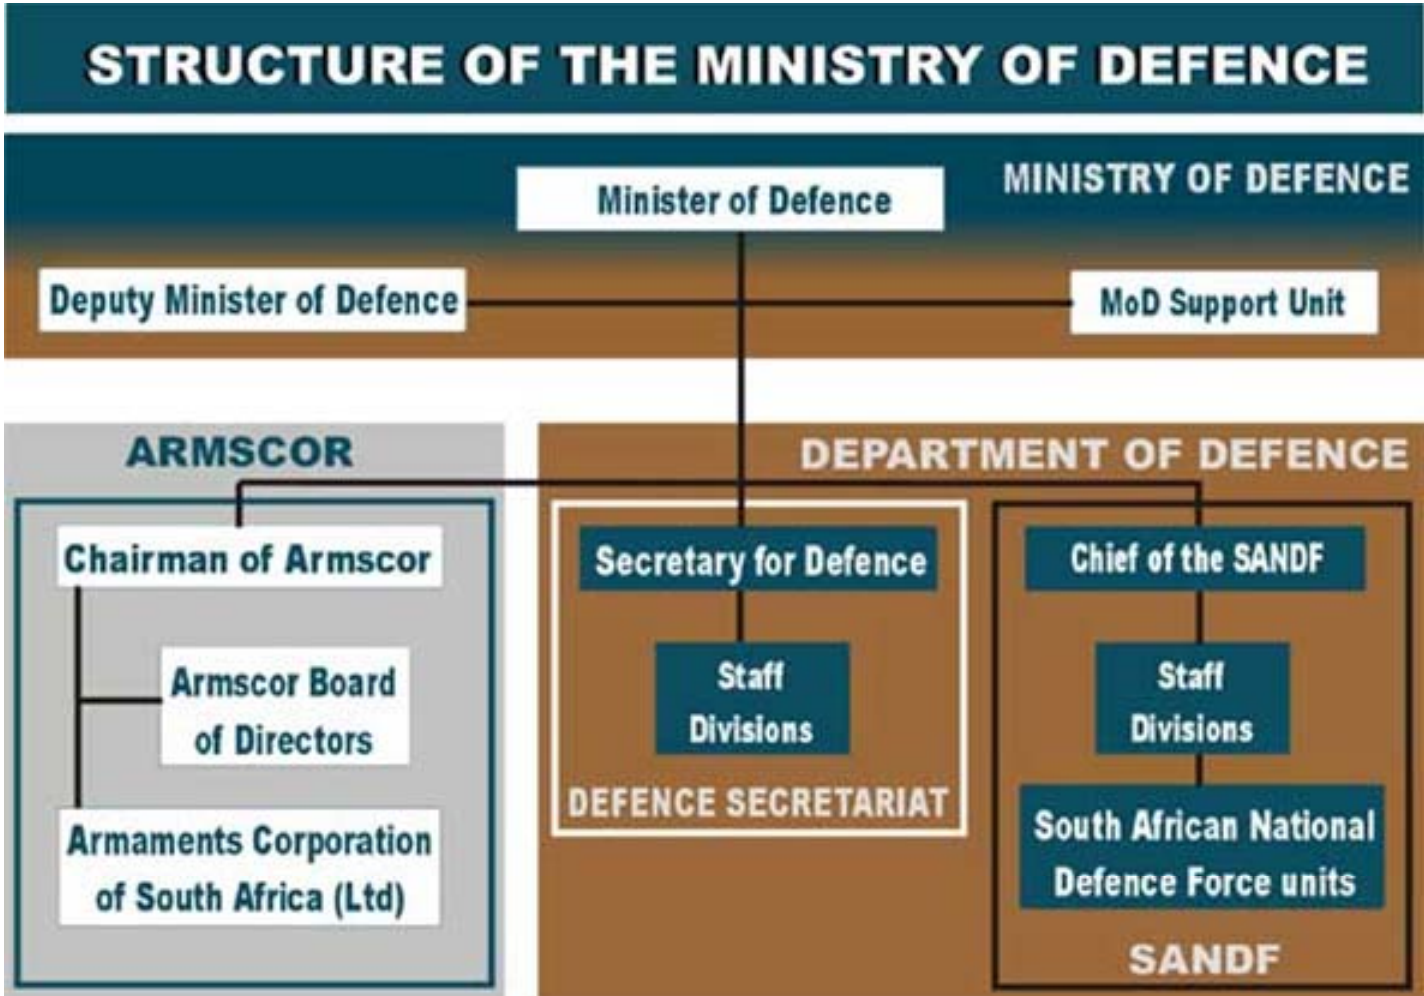 STRUCTURE OF THE MINISTRY OF DEFENCE
MINISTRY OF DEFENCE
Minister of Defence
Deputy Minister of Defence
MoD Support Unit
ARMSCOR
Chairman of Armscor
Armscor Board
of Directors
Armaments Corporation
of South Africa (Ltd)
DEPARTMENT OF DEFENCE
Secretary for Defence
Staff
Divisions
DEFENCE SECRETARIAT
Chief of the SANDF
Staff
Divisions
South African National
Defence Force units
SANDF